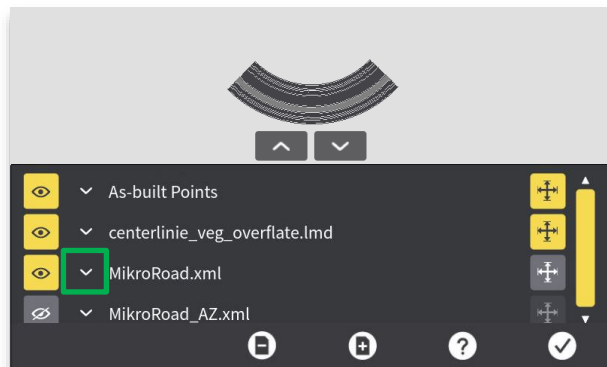 As-built Points
centerlinie_veg_overflate.lmd
MikroRoad.xml
MikroRoad_AZ.xml